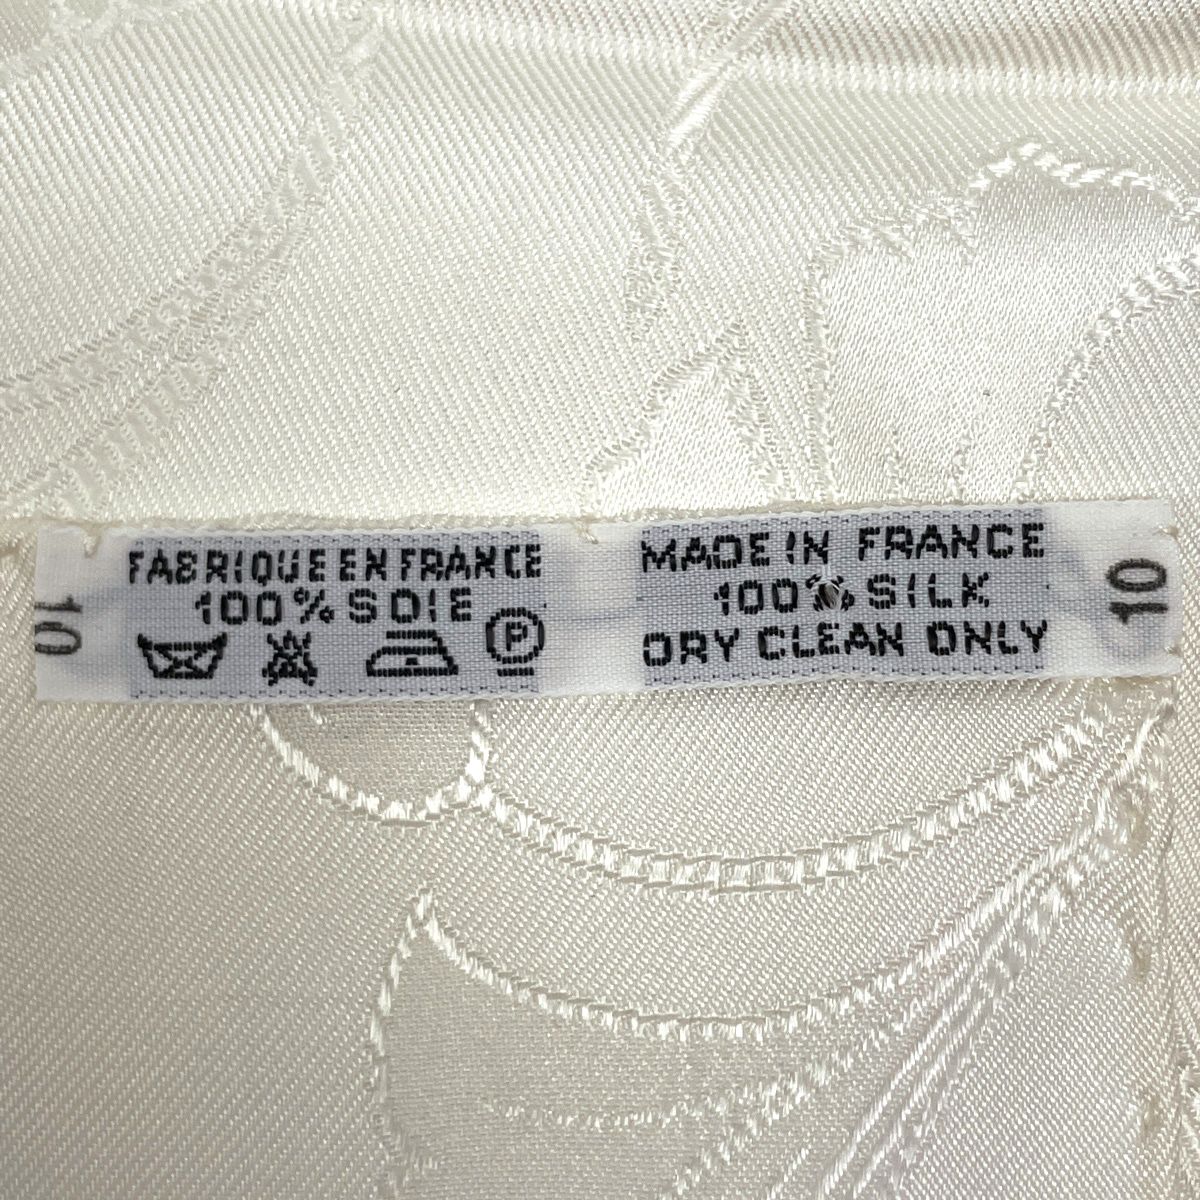 FABRIQUE EN FRANCE
100% SOIE
P
MADE IN FRANCE
100% SILK
DRY CLEAN ONLY
10
10